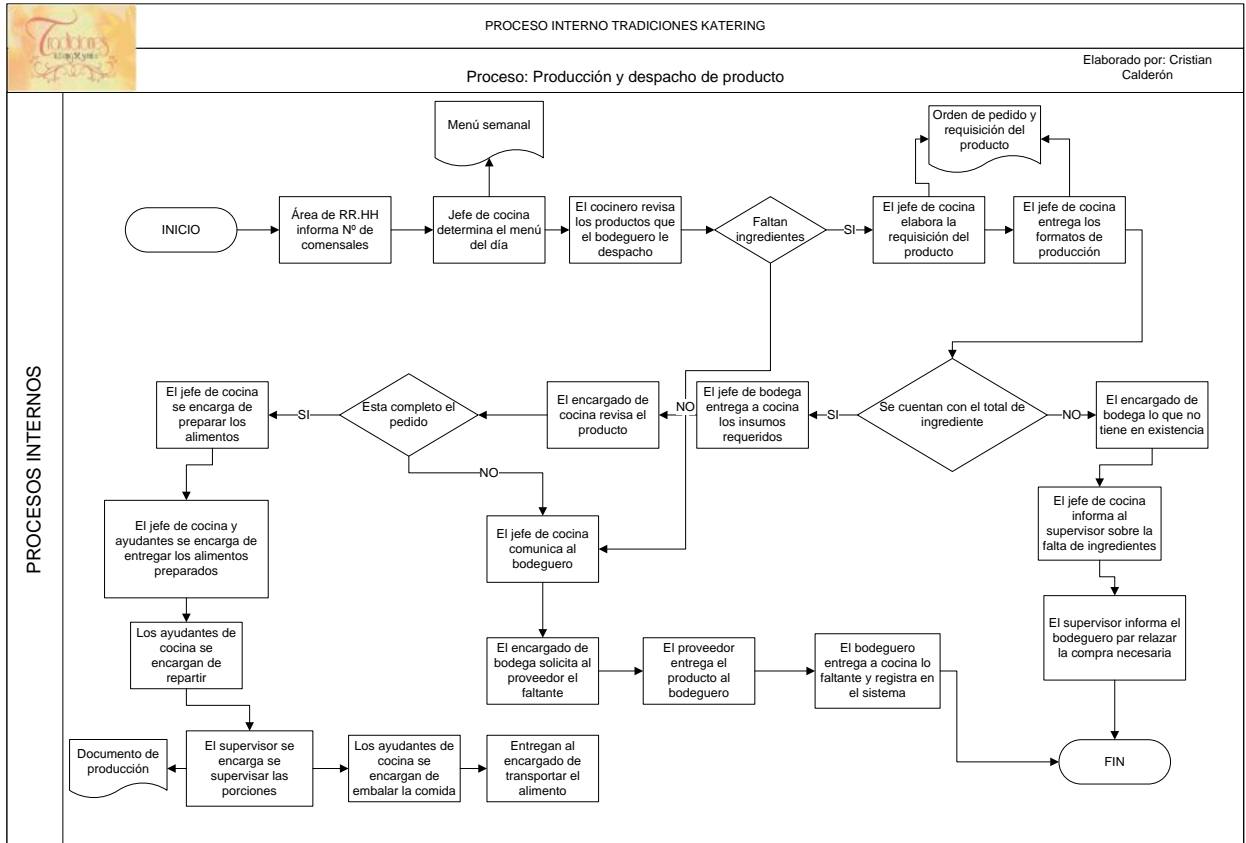 Tradiciones
PROCESO INTERNO TRADICIONES KATERING
Proceso: Producción y despacho de producto
Elaborado por: Cristian
Calderón
PROCESOS INTERNOS
Menú semanal
Orden de pedido y
requisición del
producto
INICIO
Área de RR.HH
informa Nº de
comensales
Jefe de cocina
determina el menú
del día
El cocinero revisa
los productos que
el bodeguero le
despacho
Faltan
ingredientes
SI
El jefe de cocina
elabora la
requisición del
producto
El jefe de cocina
entrega los
formatos de
producción
El jefe de cocina
se encarga de
preparar los
alimentos
SI
Esta completo el
pedido
El encargado de
cocina revisa el
producto
NO
El jefe de bodega
entrega a cocina
los insumos
requeridos
SI
Se cuentan con el total de
ingrediente
NO
El encargado de
bodega lo que no
tiene en existencia
NO
El jefe de cocina y
ayudantes se encarga de
entregar los alimentos
preparados
El jefe de cocina
comunica al
bodeguero
El jefe de cocina
informa al
supervisor sobre la
falta de ingredientes
Los ayudantes de
cocina se
encargan de
repartir
El encargado de
bodega solicita al
proveedor el
faltante
El proveedor
entrega el
producto al
bodeguero
El bodeguero
entrega a cocina lo
faltante y registra en
el sistema
El supervisor informa el
bodeguero par relazar
la compra necesaria
Documento de
producción
El supervisor se
encarga se
supervisar las
porciones
Los ayudantes de
cocina se
encargan de
embalar la comida
Entregan al
encargado de
transportar el
alimento
FIN